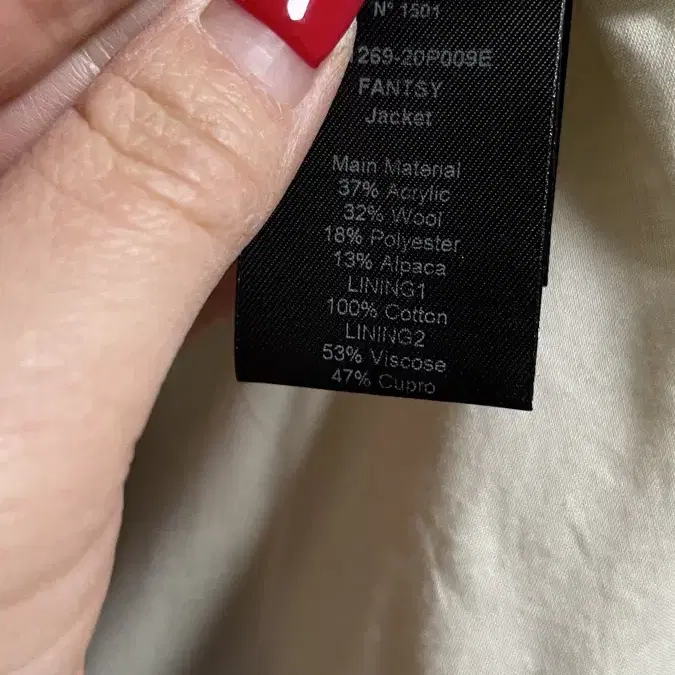 N° 1501
269-20P009E
FANTSY
Jacket
Main Material
37% Acrylic
32% Wool
18% Polyester
13% Alpaca
LINING1
100% Cotton
LINING2
53% Viscose
47% Cupro